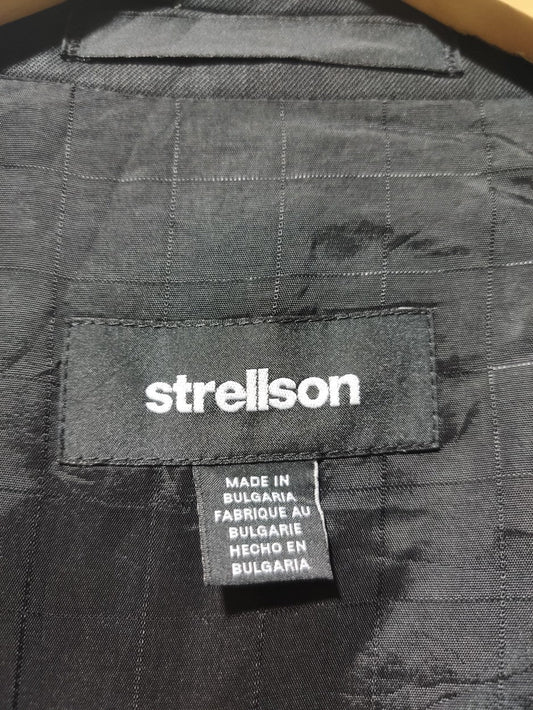 strellson
MADE IN
BULGARIA
FABRIQUE AU
BULGARIE
HECHO EN
BULGARIA